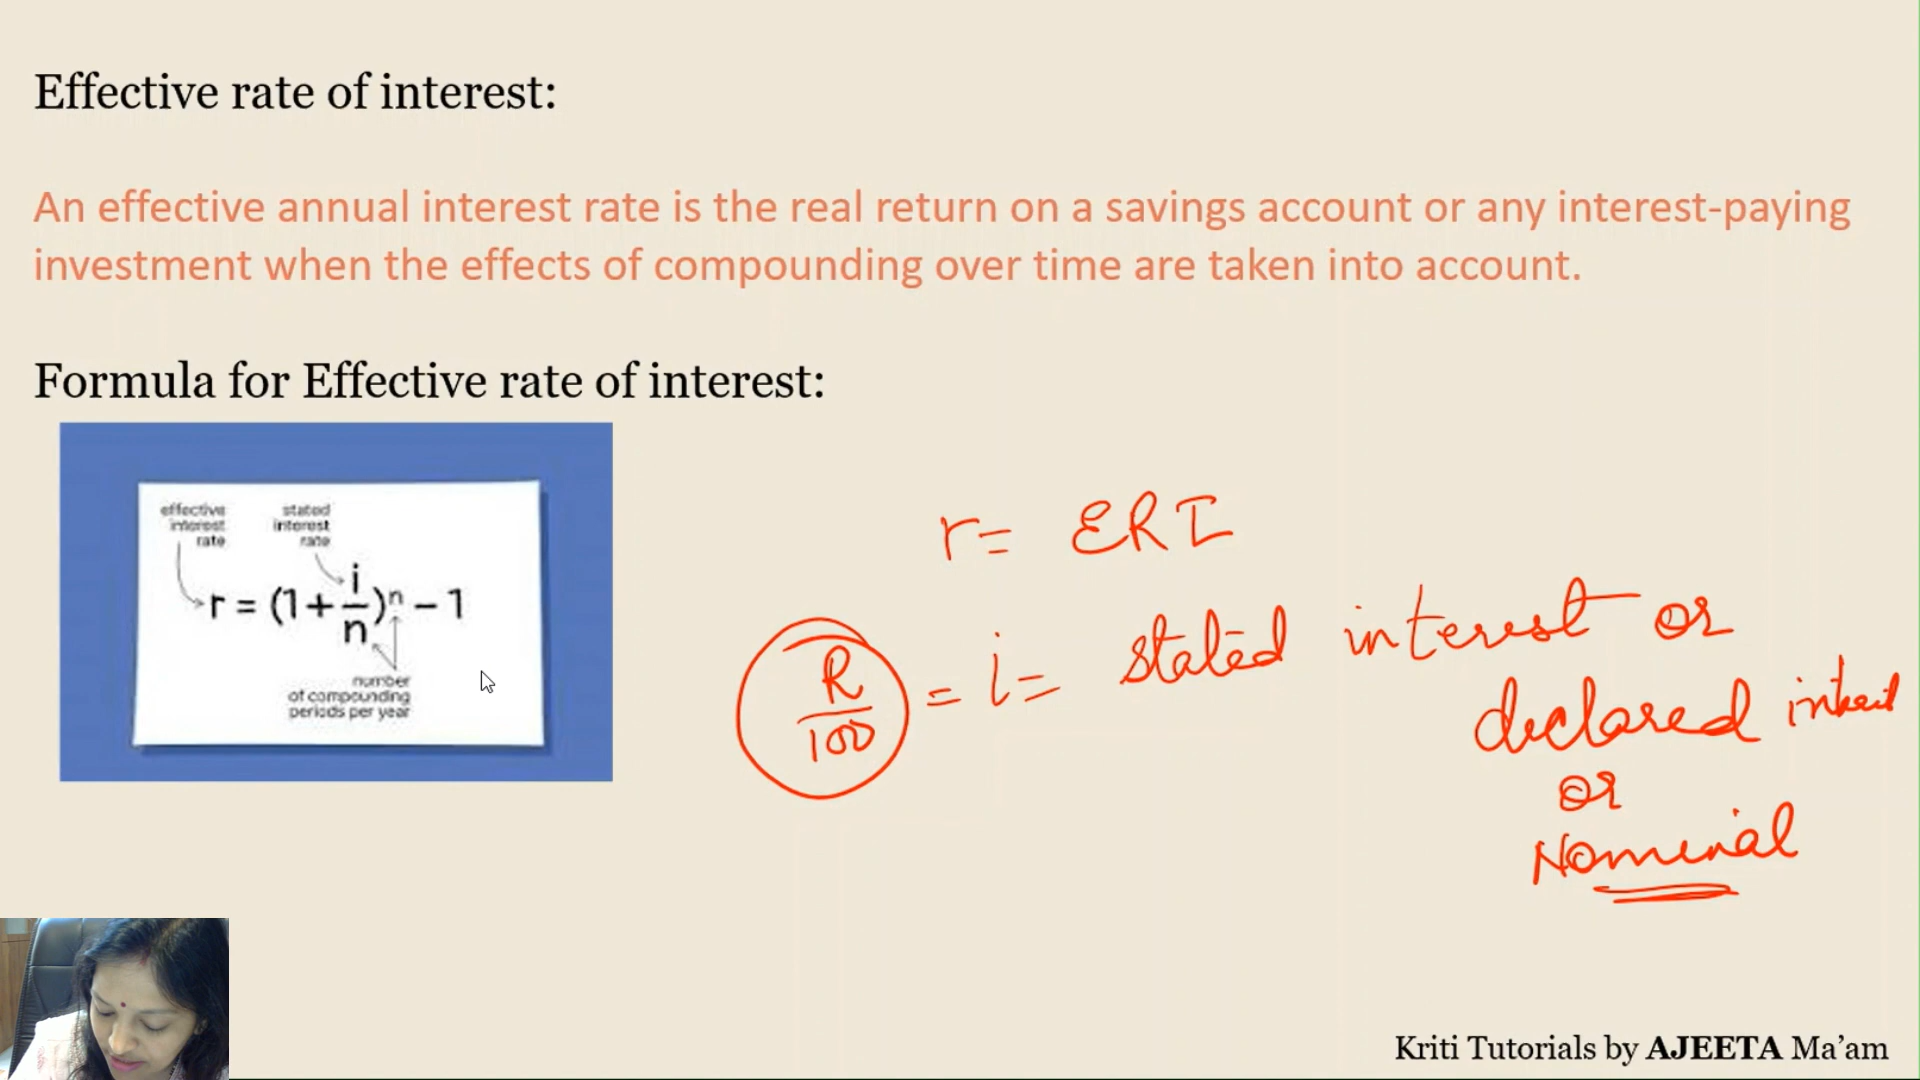 Effective rate of interest:
An effective annual interest rate is the real return on a savings account or any interest-paying
investment when the effects of compounding over time are taken into account.
Formula for Effective rate of interest:
effective
interest
rate
stated
interest
rate
r = (1 + i/n)ⁿ − 1
number
of compounding
periods per year
r = ERI
R/100 = i = stated interest or
declared interest
or
Nominal
Kriti Tutorials by AJEETA Ma’am